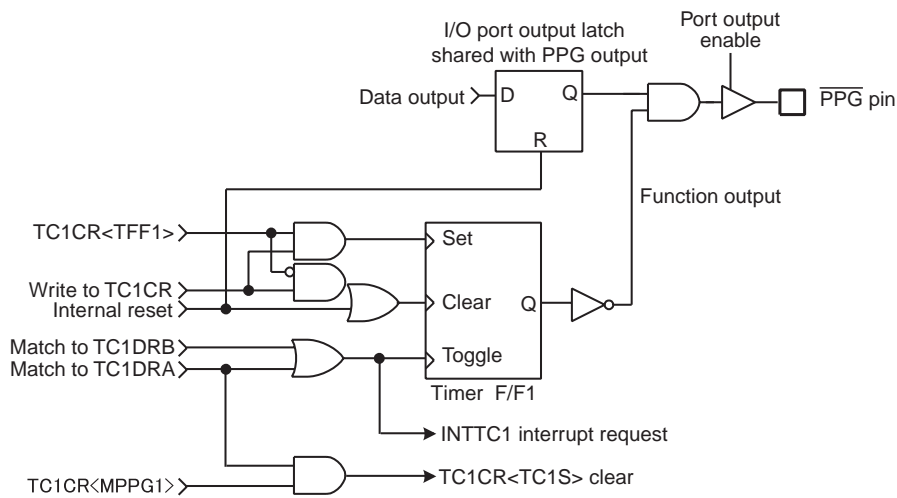 I/O port output latch
shared with PPG output
Port output
enable
Data output
D
Q
R
PPG pin
Function output
TC1CR<TFF1>
Set
Write to TC1CR
Internal reset
Clear
Q
Match to TC1DRB
Match to TC1DRA
Toggle
Timer F/F1
INTTC1 interrupt request
TC1CR<TC1S> clear
TC1CR<MPPG1>